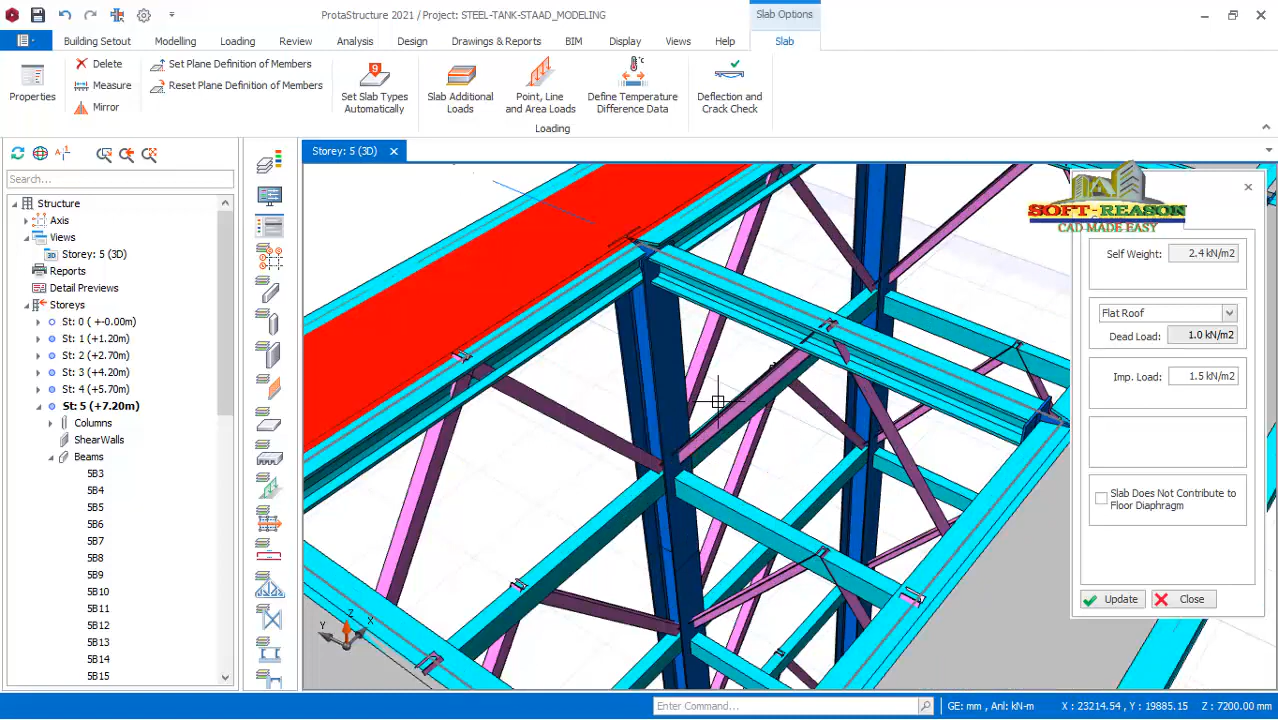 ProtaStructure 2021 / Project: STEEL-TANK-STAAD_MODELING
Slab Options
Building Setout
Modelling
Loading
Review
Analysis
Design
Drawings & Reports
BIM
Display
Views
Help
Slab
Properties
Delete
Measure
Mirror
Set Plane Definition of Members
Reset Plane Definition of Members
9
Set Slab Types
Automatically
Slab Additional
Loads
Point, Line
and Area Loads
°C
Define Temperature
Difference Data
Deflection and
Crack Check
Loading
Storey: 5 (3D)
Search...
Structure
Axis
Views
3D Storey: 5 (3D)
Reports
Detail Previews
Storeys
St: 0 ( +-0.00m)
St: 1 (+1.20m)
St: 2 (+2.70m)
St: 3 (+4.20m)
St: 4 (+5.70m)
St: 5 (+7.20m)
Columns
ShearWalls
Beams
5B3
5B4
5B5
5B6
5B7
5B8
5B9
5B10
5B11
5B12
5B13
5B14
5B15
Z
Y
X
SOFT-REASON
CAD MADE EASY
Self Weight: 2.4 kN/m2
Flat Roof
Dead Load: 1.0 kN/m2
Imp. Load: 1.5 kN/m2
Slab Does Not Contribute to
Floor Diaphragm
Update
Close
Enter Command...
GE: mm, Anl: kN-m
X : 23214.54 , Y : 19885.15
Z : 7200.00 mm